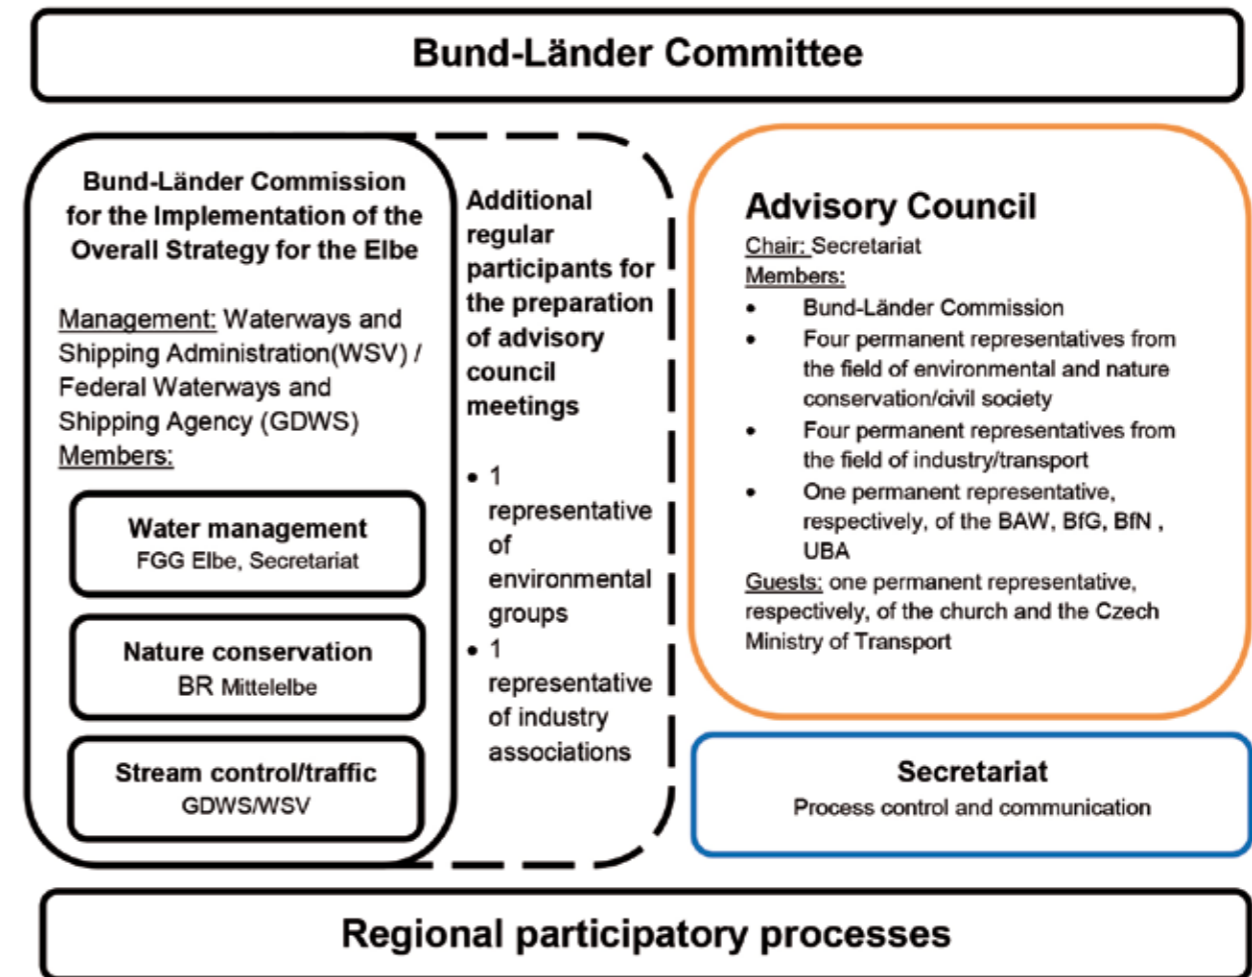 Bund-Länder Committee
Bund-Länder Commission
for the Implementation of the
Overall Strategy for the Elbe
Management: Waterways and
Shipping Administration(WSV) /
Federal Waterways and
Shipping Agency (GDWS)
Members:
Water management
FGG Elbe, Secretariat
Nature conservation
BR Mittelelbe
Stream control/traffic
GDWS/WSV
Additional
regular
participants for
the preparation
of advisory
council
meetings
• 1
representative
of
environmental
groups
• 1
representative
of industry
associations
Advisory Council
Chair: Secretariat
Members:
• Bund-Länder Commission
• Four permanent representatives from
the field of environmental and nature
conservation/civil society
• Four permanent representatives from
the field of industry/transport
• One permanent representative,
respectively, of the BAW, BfG, BfN ,
UBA
Guests: one permanent representative,
respectively, of the church and the Czech
Ministry of Transport
Secretariat
Process control and communication
Regional participatory processes